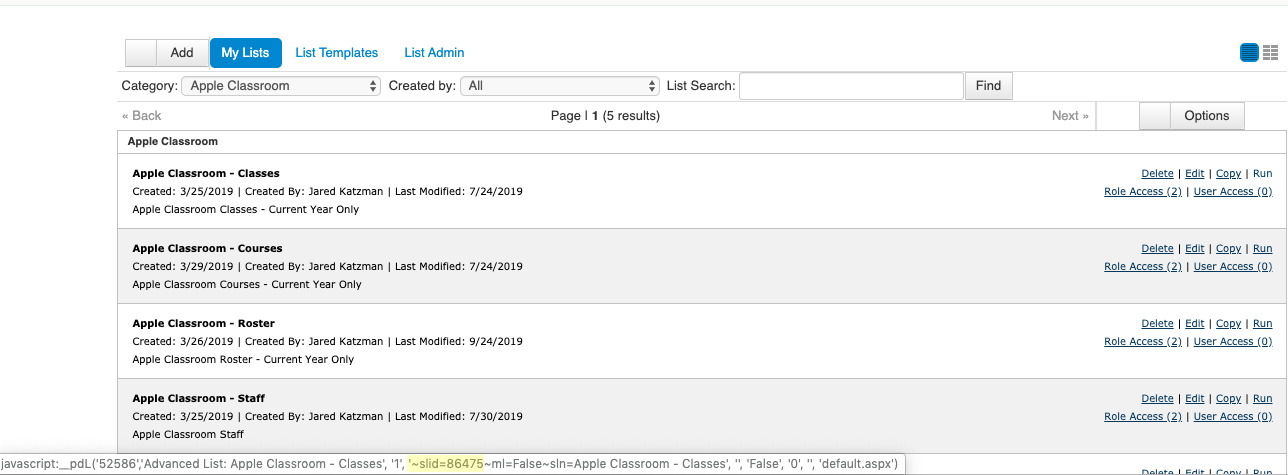 Add My Lists List Templates List Admin
Category: Apple Classroom Created by: All List Search: Find
« Back Page | 1 (5 results) Next » Options
Apple Classroom
Apple Classroom - Classes Delete | Edit | Copy | Run
Created: 3/25/2019 | Created By: Jared Katzman | Last Modified: 7/24/2019 Role Access (2) | User Access (0)
Apple Classroom Classes - Current Year Only
Apple Classroom - Courses Delete | Edit | Copy | Run
Created: 3/29/2019 | Created By: Jared Katzman | Last Modified: 7/24/2019 Role Access (2) | User Access (0)
Apple Classroom Courses - Current Year Only
Apple Classroom - Roster Delete | Edit | Copy | Run
Created: 3/26/2019 | Created By: Jared Katzman | Last Modified: 9/24/2019 Role Access (2) | User Access (0)
Apple Classroom Roster - Current Year Only
Apple Classroom - Staff Delete | Edit | Copy | Run
Created: 3/25/2019 | Created By: Jared Katzman | Last Modified: 7/30/2019 Role Access (2) | User Access (0)
Apple Classroom Staff
javascript:__pdL('52586','Advanced List: Apple Classroom - Classes', '1', '~slid=86475~ml=False~sln=Apple Classroom - Classes', '', 'False', '0', '', 'default.aspx')
Delete | Edit | Copy | Run